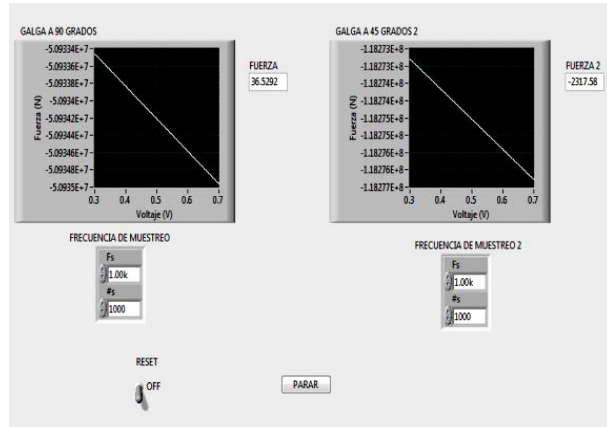 GALGA A 90 GRADOS
-5.09334E+7
-5.09336E+7
-5.09338E+7
-5.0934E+7
-5.09342E+7
-5.09344E+7
-5.09346E+7
-5.09348E+7
-5.0935E+7
Fuerza (N)
0.3 0.4 0.5 0.6 0.7
Voltaje (V)
FUERZA
36.5292
GALGA A 45 GRADOS 2
-1.18273E+8
-1.18273E+8
-1.18274E+8
-1.18274E+8
-1.18275E+8
-1.18275E+8
-1.18276E+8
-1.18276E+8
-1.18277E+8
Fuerza (N)
0.3 0.4 0.5 0.6 0.7
Voltaje (V)
FUERZA 2
-2317.58
FRECUENCIA DE MUESTREO
Fs
1.00k
#s
1000
FRECUENCIA DE MUESTREO 2
Fs
1.00k
#s
1000
RESET
OFF
PARAR